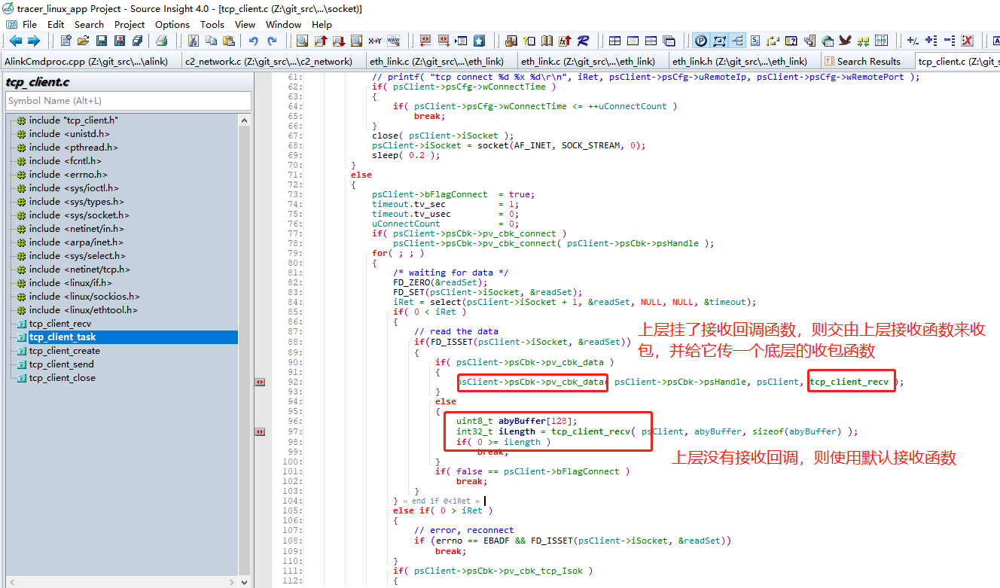 tracer_linux_app Project - Source Insight 4.0 - [tcp_client.c (Z:\git_src\...\socket)]
File Edit Search Project Options Tools View Window Help
AlinkCmdproc.cpp (Z:\git_src\...\alink) c2_network.c (Z:\git_src\...\c2_network) eth_link.c (Z:\git_src\...\eth_link) eth_link.c (Z:\git_src\...\eth_link) eth_link.h (Z:\git_src\...\eth_link) Search Results tcp_client.c (Z:\git_src\...
tcp_client.c
Symbol Name (Alt+L)
include "tcp_client.h"
include <unistd.h>
include <pthread.h>
include <fcntl.h>
include <errno.h>
include <sys/ioctl.h>
include <sys/types.h>
include <sys/socket.h>
include <netinet/in.h>
include <arpa/inet.h>
include <sys/select.h>
include <netinet/tcp.h>
include <linux/if.h>
include <linux/sockios.h>
include <linux/ethtool.h>
tcp_client_recv
tcp_client_task
tcp_client_create
tcp_client_send
tcp_client_close
61: // printf( "tcp connect %d %x %d\r\n", iRet, psClient->psCfg->uRemoteIp, psClient->psCfg->wRemotePort );
62: if( psClient->psCfg->wConnectTime )
63: {
64: if( psClient->psCfg->wConnectTime <= ++uConnectCount )
65: break;
66: }
67: close( psClient->iSocket );
68: psClient->iSocket = socket(AF_INET, SOCK_STREAM, 0);
69: sleep( 0.2 );
70: }
71: else
72: {
73: psClient->bFlagConnect = true;
74: timeout.tv_sec = 1;
75: timeout.tv_usec = 0;
76: uConnectCount = 0;
77: if( psClient->psCbk->pv_cbk_connect )
78: psClient->psCbk->pv_cbk_connect( psClient->psCbk->psHandle );
79: for( ; ; )
80: {
81: /* waiting for data */
82: FD_ZERO(&readSet);
83: FD_SET(psClient->iSocket, &readSet);
84: iRet = select(psClient->iSocket + 1, &readSet, NULL, NULL, &timeout);
85: if( 0 < iRet )
86: {
87: // read the data
88: if(FD_ISSET(psClient->iSocket, &readSet))
89: {
90: if( psClient->psCbk->pv_cbk_data )
91: {
92: psClient->psCbk->pv_cbk_data( psClient->psCbk->psHandle, psClient, tcp_client_recv );
93: }
94: else
95: {
96: uint8_t abyBuffer[128];
97: int32_t iLength = tcp_client_recv( psClient, abyBuffer, sizeof(abyBuffer) );
98: if( 0 >= iLength )
99: break;
100: }
101: if( false == psClient->bFlagConnect )
102: break;
103: }
104: } « end if 0<iRet »
105: else if( 0 > iRet )
106: {
107: // error, reconnect
108: if (errno == EBADF && FD_ISSET(psClient->iSocket, &readSet))
109: break;
110: }
111: if( psClient->psCbk->pv_cbk_tcp_Isok )
112: {
上层挂了接收回调函数，则交由上层接收函数来收
包，并给它传一个底层的收包函数
上层没有接收回调，则使用默认接收函数